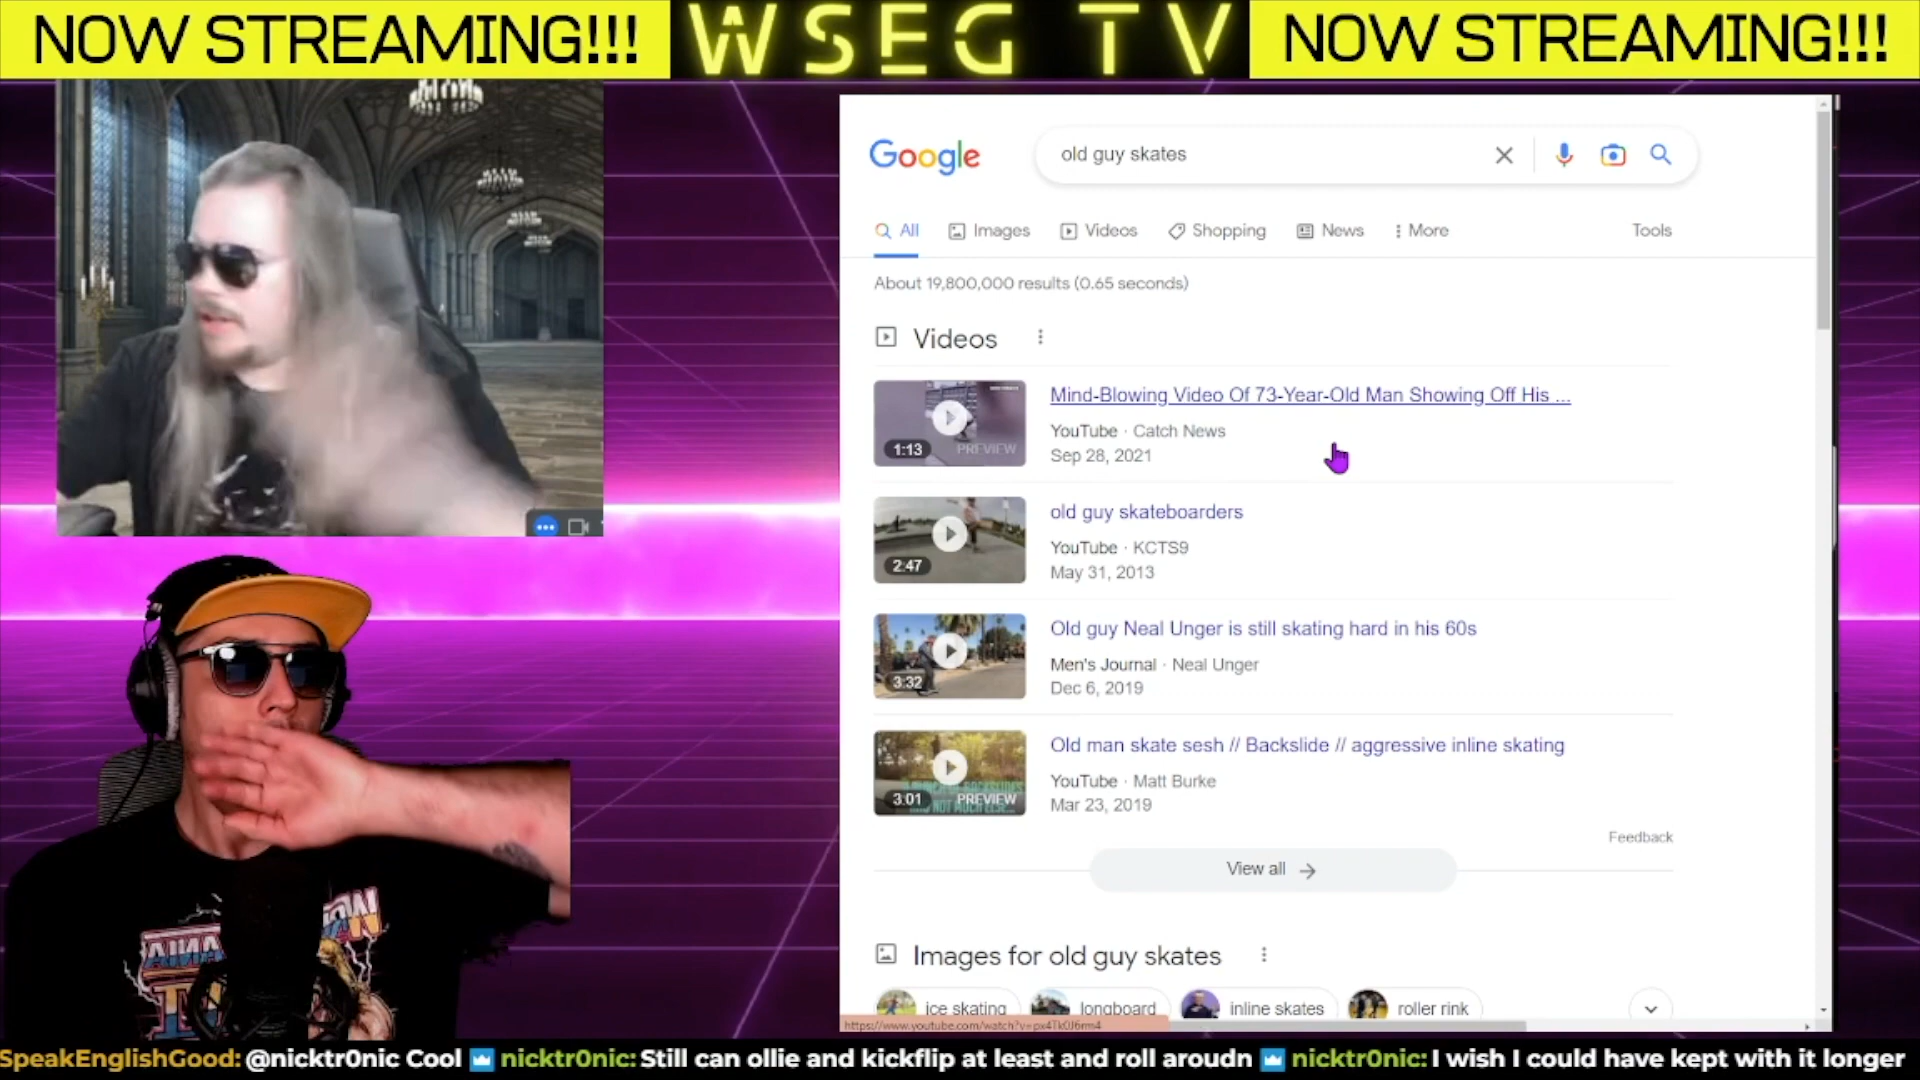 NOW STREAMING!!!
WSEG TV
NOW STREAMING!!!
Google
old guy skates
All
Images
Videos
Shopping
News
More
Tools
About 19,800,000 results (0.65 seconds)
Videos
Mind-Blowing Video Of 73-Year-Old Man Showing Off His ...
YouTube · Catch News
Sep 28, 2021
1:13
PREVIEW
old guy skateboarders
YouTube · KCTS9
May 31, 2013
2:47
Old guy Neal Unger is still skating hard in his 60s
Men's Journal · Neal Unger
Dec 6, 2019
3:32
Old man skate sesh // Backslide // aggressive inline skating
YouTube · Matt Burke
Mar 23, 2019
3:01
PREVIEW
Feedback
View all
Images for old guy skates
ice skating
longboard
inline skates
roller rink
SpeakEnglishGood: @nicktr0nic Cool nicktr0nic: Still can ollie and kickflip at least and roll aroudn nicktr0nic: I wish I could have kept with it longer